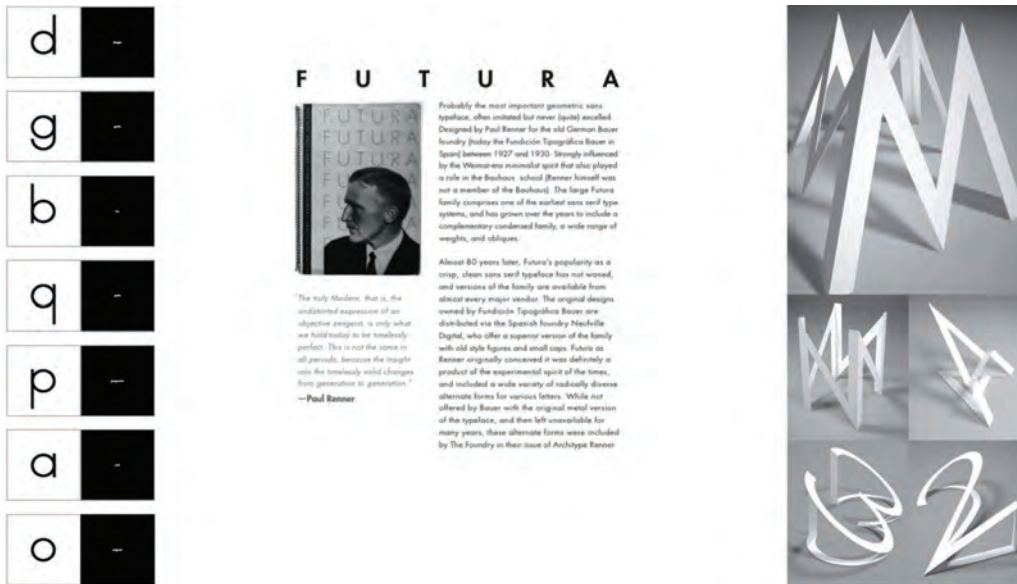 d
g
b
q
p
a
o
F U T U R A
FUTURA
FUTURA
FUTURA
Probably the most important geometric sans
typeface, often imitated but never (quite) excelled.
Designed by Paul Renner for the old German Bauer
foundry (today the Fundición Tipográfica Bauer in
Spain) between 1927 and 1930. Strongly influenced
by the Weimar-era minimalist spirit that also played
a role in the Bauhaus school (Renner himself was
not a member of the Bauhaus). The large Futura
family comprises one of the earliest sans serif type
systems, and has grown over the years to include a
complementary condensed family, a wide range of
weights, and obliques.
Almost 80 years later, Futura's popularity as a
crisp, clean sans serif typeface has not waned,
and versions of the family are available from
almost every major vendor. The original designs
owned by Fundición Tipográfica Bauer are
distributed via the Spanish foundry Neufville
Digital, who offer a superior version of the family
with old style figures and small caps. Futura as
Renner originally conceived it was definitely a
product of the experimental spirit of the times,
and included a wide variety of radically diverse
alternate forms for various letters. While not
offered by Bauer with the original metal version
of the typeface, and then left unavailable for
many years, these alternate forms were included
by The Foundry in their issue of Architype Renner
"The truly Modern, that is, the
undistorted expression of an
objective zeitgeist, is only what
we hold today to be timelessly
perfect. This is not the same in
all periods, because the insight
into the timelessly valid changes
from generation to generation."
—Paul Renner